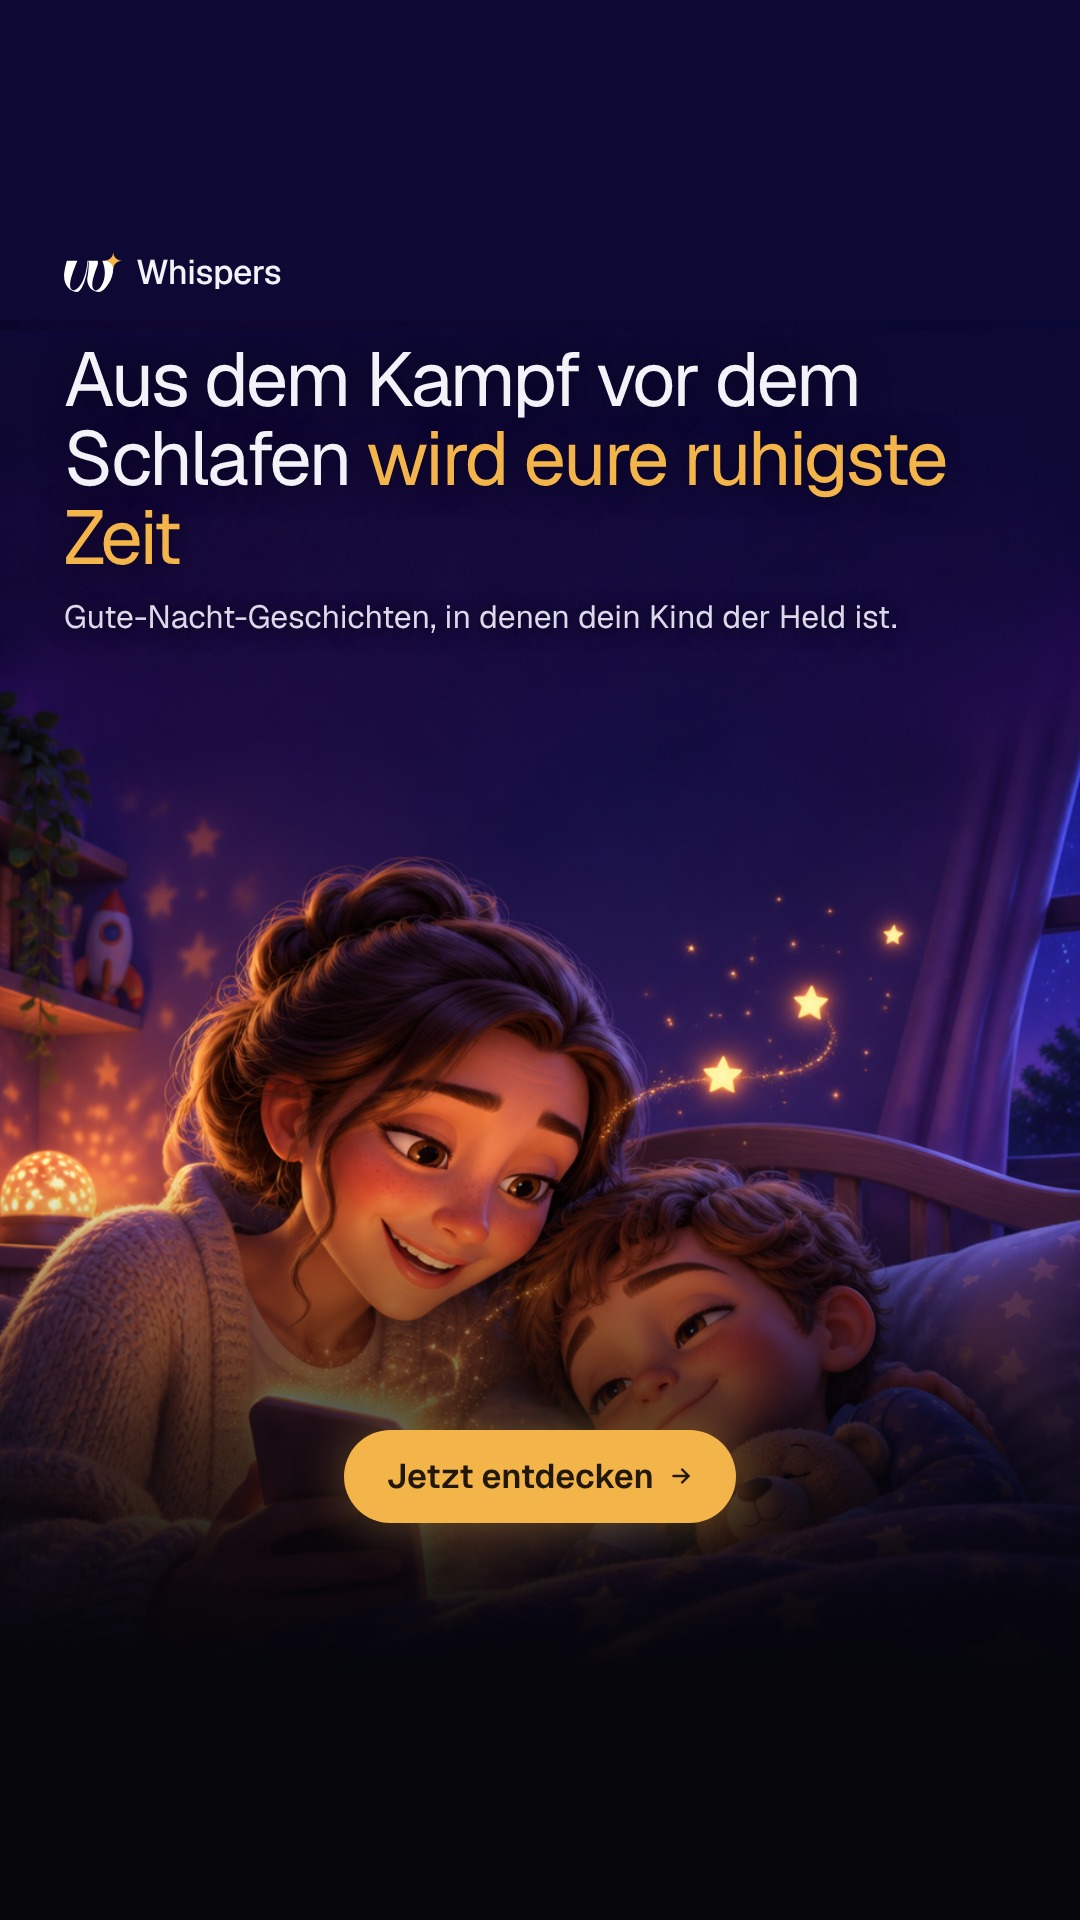 Whispers
Aus dem Kampf vor dem
Schlafen wird eure ruhigste
Zeit
Gute-Nacht-Geschichten, in denen dein Kind der Held ist.
Jetzt entdecken →